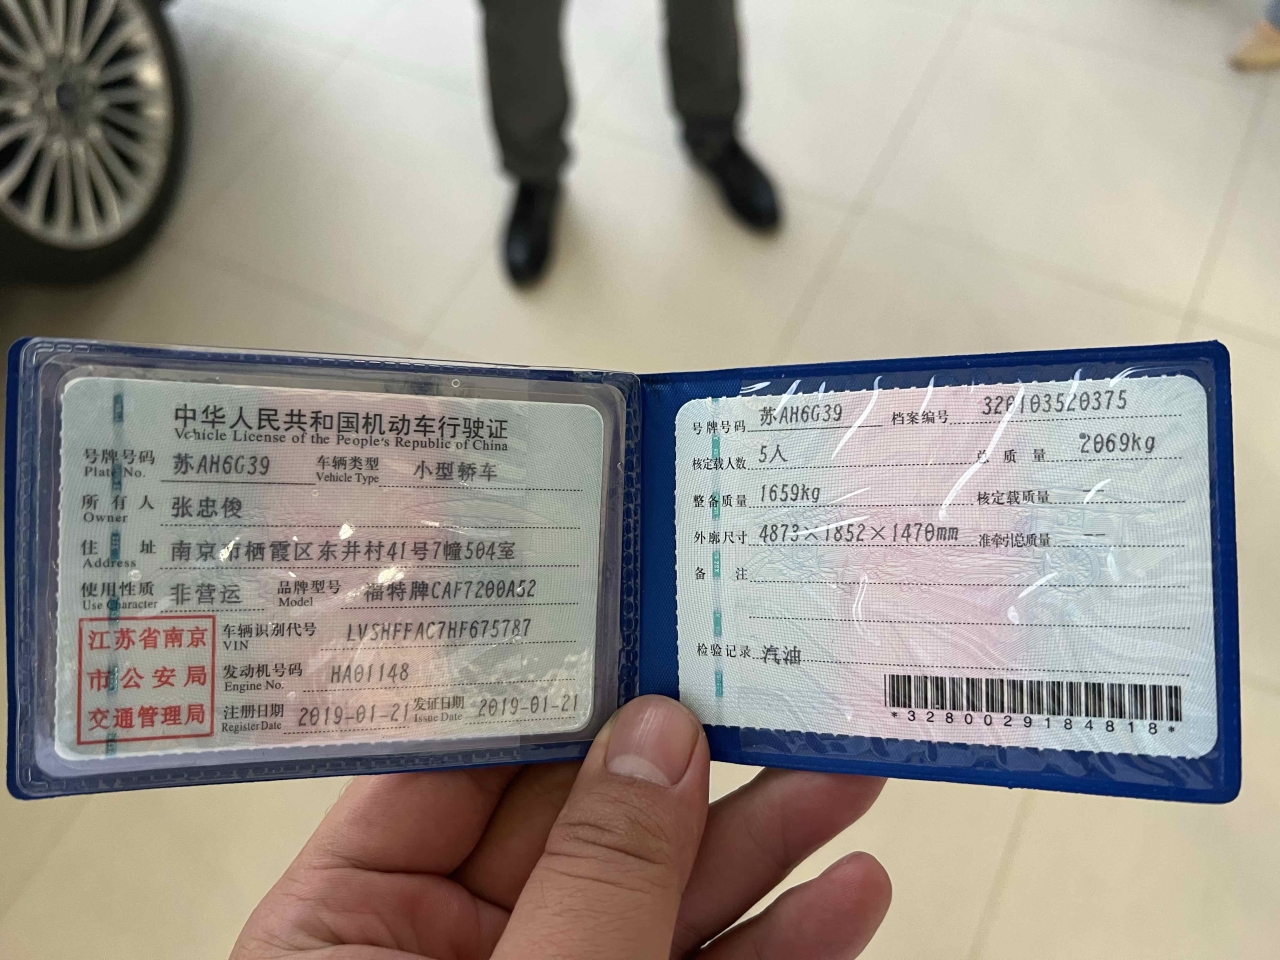 中华人民共和国机动车行驶证
Vehicle License of the People's Republic of China
号牌号码 苏AH6G39 车辆类型 小型轿车
Plate No. Vehicle Type
所有人 张忠俊
Owner
住址 南京市栖霞区东井村41号7幢504室
Address
使用性质 非营运 品牌型号 福特牌CAF7200A52
Use Character Model
江苏省南京
市公安局
交通管理局
车辆识别代号 LVSHFFAC7HF675787
VIN
发动机号码 HA01148
Engine No.
注册日期 2019-01-21 发证日期 2019-01-21
Register Date Issue Date
号牌号码 苏AH6G39 档案编号 320103520375
核定载人数 5人 总质量 2069kg
整备质量 1659kg 核定载质量 --
外廓尺寸 4873×1852×1470mm 准牵引总质量 --
备注
检验记录 汽油
*3280029184818*